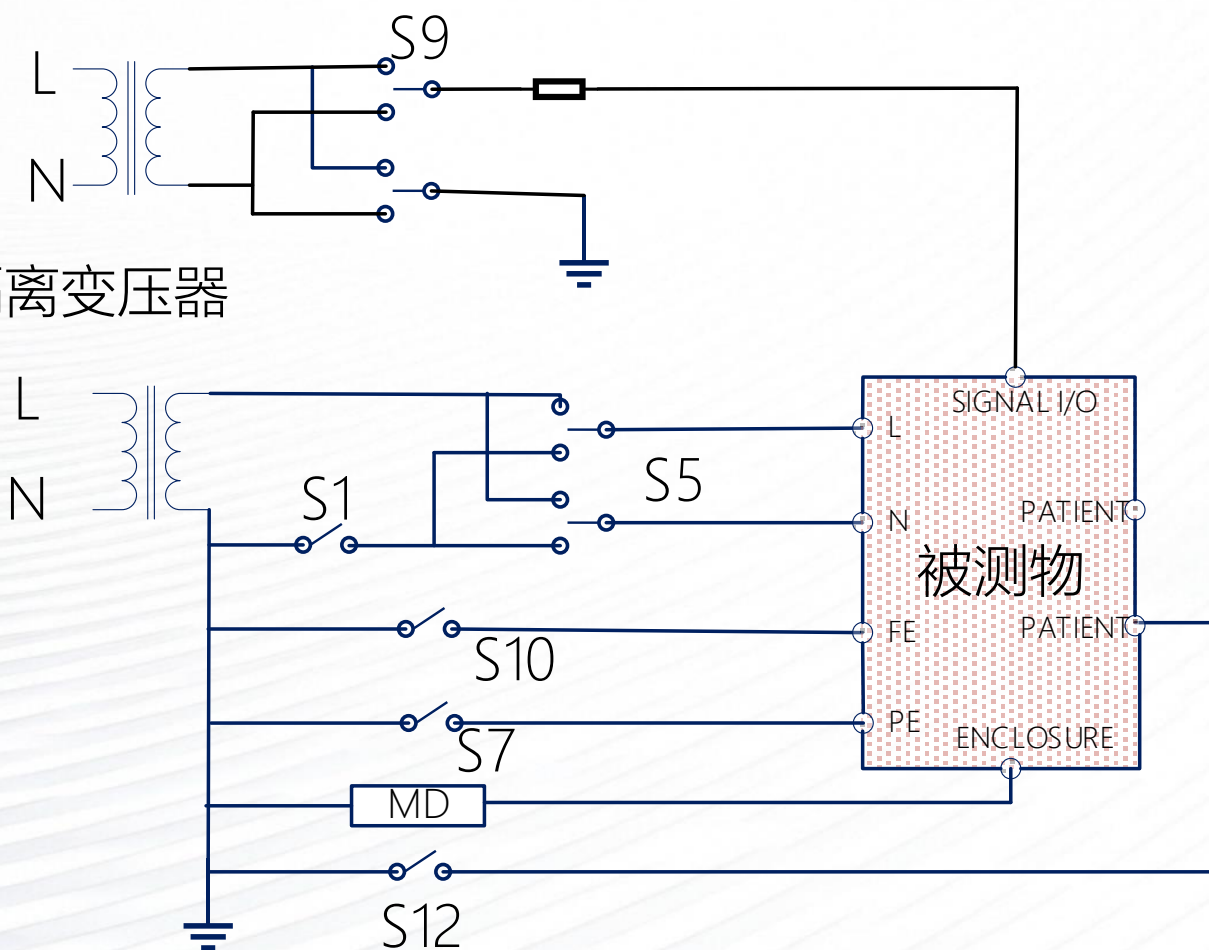 S9
L
N
离变压器
L
SIGNAL I/O
L
S5
S1
N
N
PATIENT
被测物
FE
PATIENT
S10
PE
ENCLOSURE
S7
MD
S12